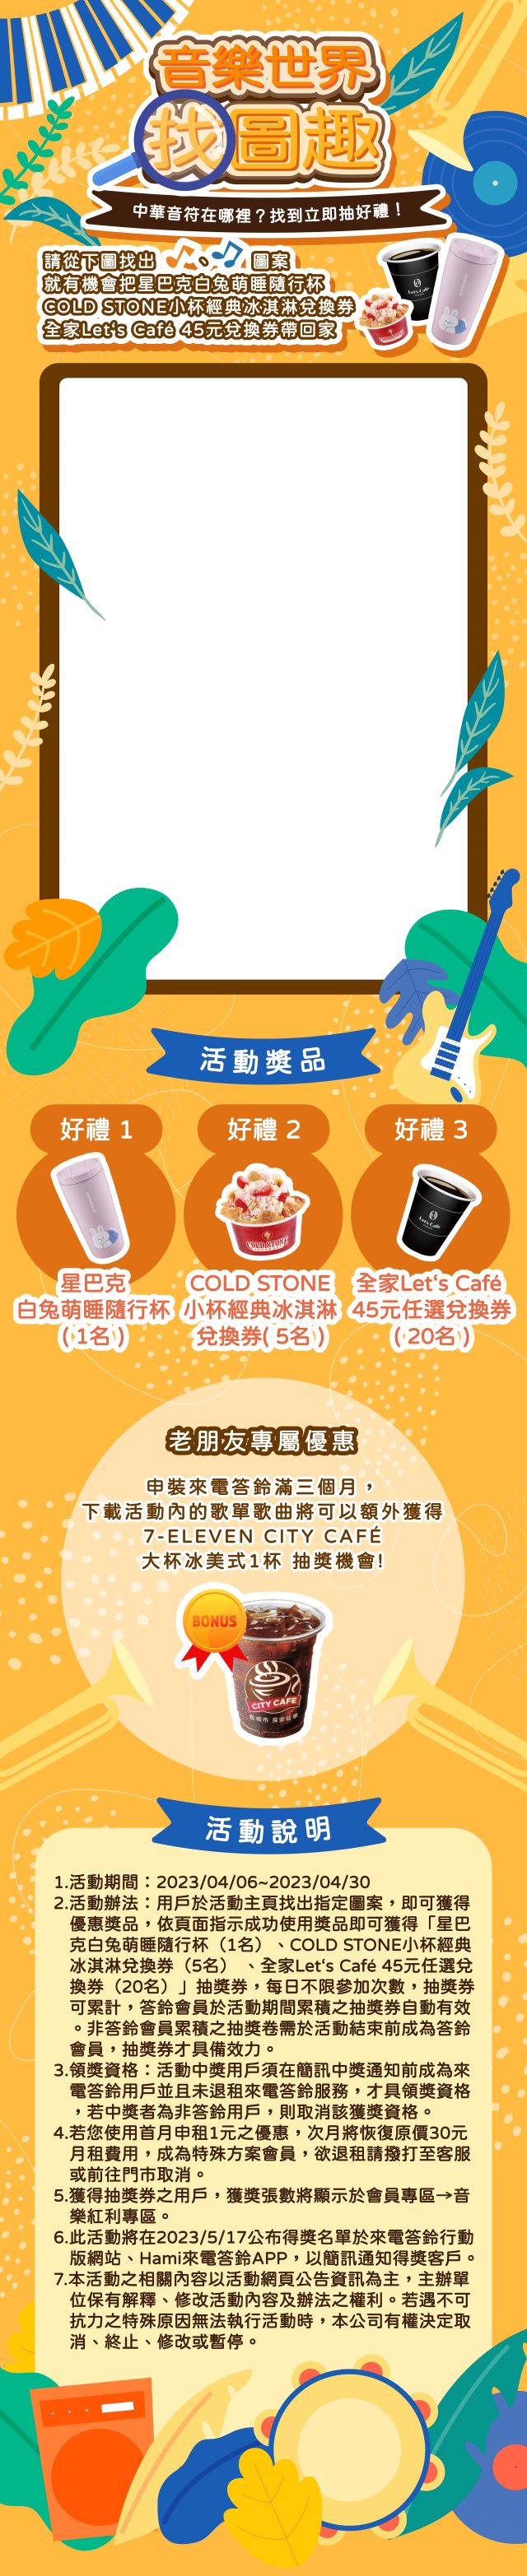 音樂世界
找圖趣
中華音符在哪裡？找到立即抽好禮！
請從下圖找出 、 圖案
就有機會把星巴克白兔萌睡隨行杯
COLD STONE小杯經典冰淇淋兌換券
全家Let's Café 45元兌換券帶回家
活動獎品
好禮 1
好禮 2
好禮 3
COLD STONE
Let's Café
星巴克
白兔萌睡隨行杯
(1名)
COLD STONE
小杯經典冰淇淋
兌換券(5名)
全家Let's Café
45元任選兌換券
(20名)
老朋友專屬優惠
申裝來電答鈴滿三個月，
下載活動內的歌單歌曲將可以額外獲得
7-ELEVEN CITY CAFÉ
大杯冰美式1杯 抽獎機會!
BONUS
CITY CAFE
活動說明
1.活動期間：2023/04/06~2023/04/30
2.活動辦法：用戶於活動主頁找出指定圖案，即可獲得
優惠獎品，依頁面指示成功使用獎品即可獲得「星巴
克白兔萌睡隨行杯（1名）、COLD STONE小杯經典
冰淇淋兌換券（5名） 、全家Let's Café 45元任選兌
換券（20名）」抽獎券，每日不限參加次數，抽獎券
可累計，答鈴會員於活動期間累積之抽獎券自動有效
。非答鈴會員累積之抽獎卷需於活動結束前成為答鈴
會員，抽獎券才具備效力。
3.領獎資格：活動中獎用戶須在簡訊中獎通知前成為來
電答鈴用戶並且未退租來電答鈴服務，才具領獎資格
，若中獎者為非答鈴用戶，則取消該獲獎資格。
4.若您使用首月申租1元之優惠，次月將恢復原價30元
月租費用，成為特殊方案會員，欲退租請撥打至客服
或前往門市取消。
5.獲得抽獎券之用戶，獲獎張數將顯示於會員專區→音
樂紅利專區。
6.此活動將在2023/5/17公布得獎名單於來電答鈴行動
版網站、Hami來電答鈴APP，以簡訊通知得獎客戶。
7.本活動之相關內容以活動網頁公告資訊為主，主辦單
位保有解釋、修改活動內容及辦法之權利。若遇不可
抗力之特殊原因無法執行活動時，本公司有權決定取
消、終止、修改或暫停。